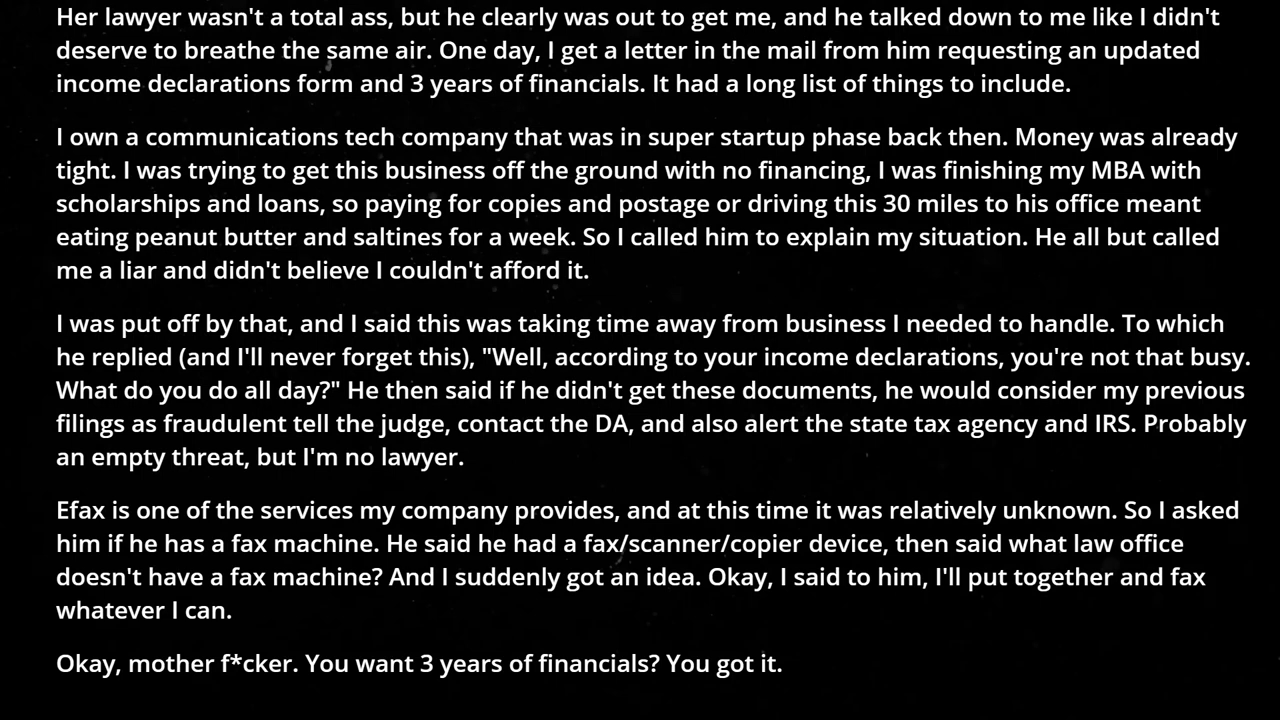 Her lawyer wasn't a total ass, but he clearly was out to get me, and he talked down to me like I didn't
deserve to breathe the same air. One day, I get a letter in the mail from him requesting an updated
income declarations form and 3 years of financials. It had a long list of things to include.
I own a communications tech company that was in super startup phase back then. Money was already
tight. I was trying to get this business off the ground with no financing, I was finishing my MBA with
scholarships and loans, so paying for copies and postage or driving this 30 miles to his office meant
eating peanut butter and saltines for a week. So I called him to explain my situation. He all but called
me a liar and didn't believe I couldn't afford it.
I was put off by that, and I said this was taking time away from business I needed to handle. To which
he replied (and I'll never forget this), "Well, according to your income declarations, you're not that busy.
What do you do all day?" He then said if he didn't get these documents, he would consider my previous
filings as fraudulent tell the judge, contact the DA, and also alert the state tax agency and IRS. Probably
an empty threat, but I'm no lawyer.
Efax is one of the services my company provides, and at this time it was relatively unknown. So I asked
him if he has a fax machine. He said he had a fax/scanner/copier device, then said what law office
doesn't have a fax machine? And I suddenly got an idea. Okay, I said to him, I'll put together and fax
whatever I can.
Okay, mother f*cker. You want 3 years of financials? You got it.